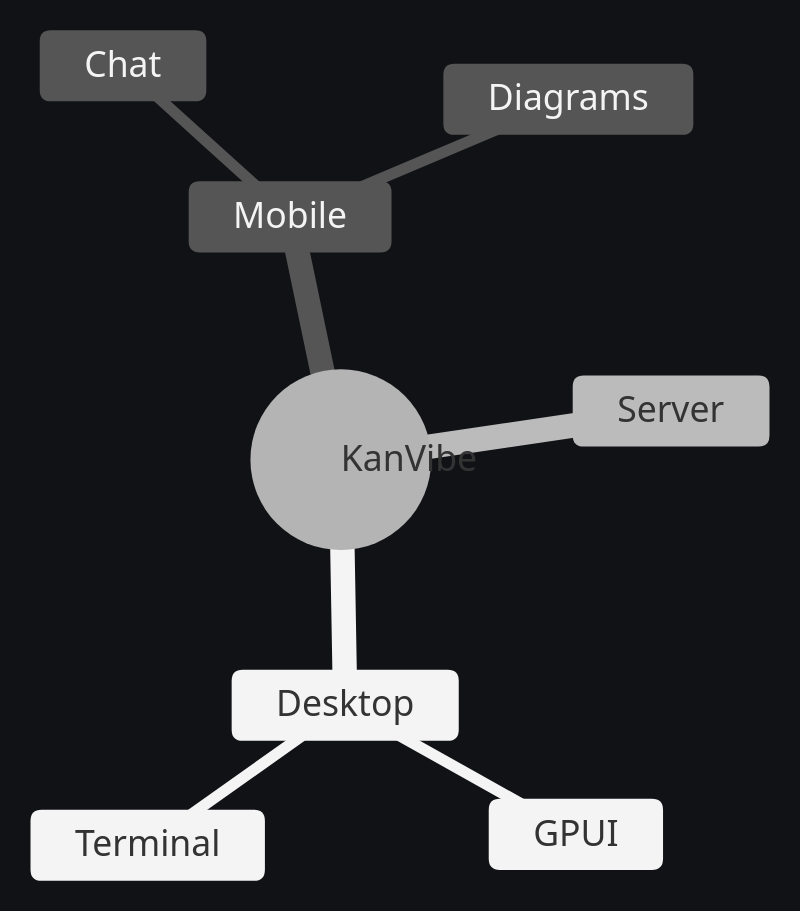 Chat
Diagrams
Mobile
Server
KanVibe
Desktop
Terminal
GPUI